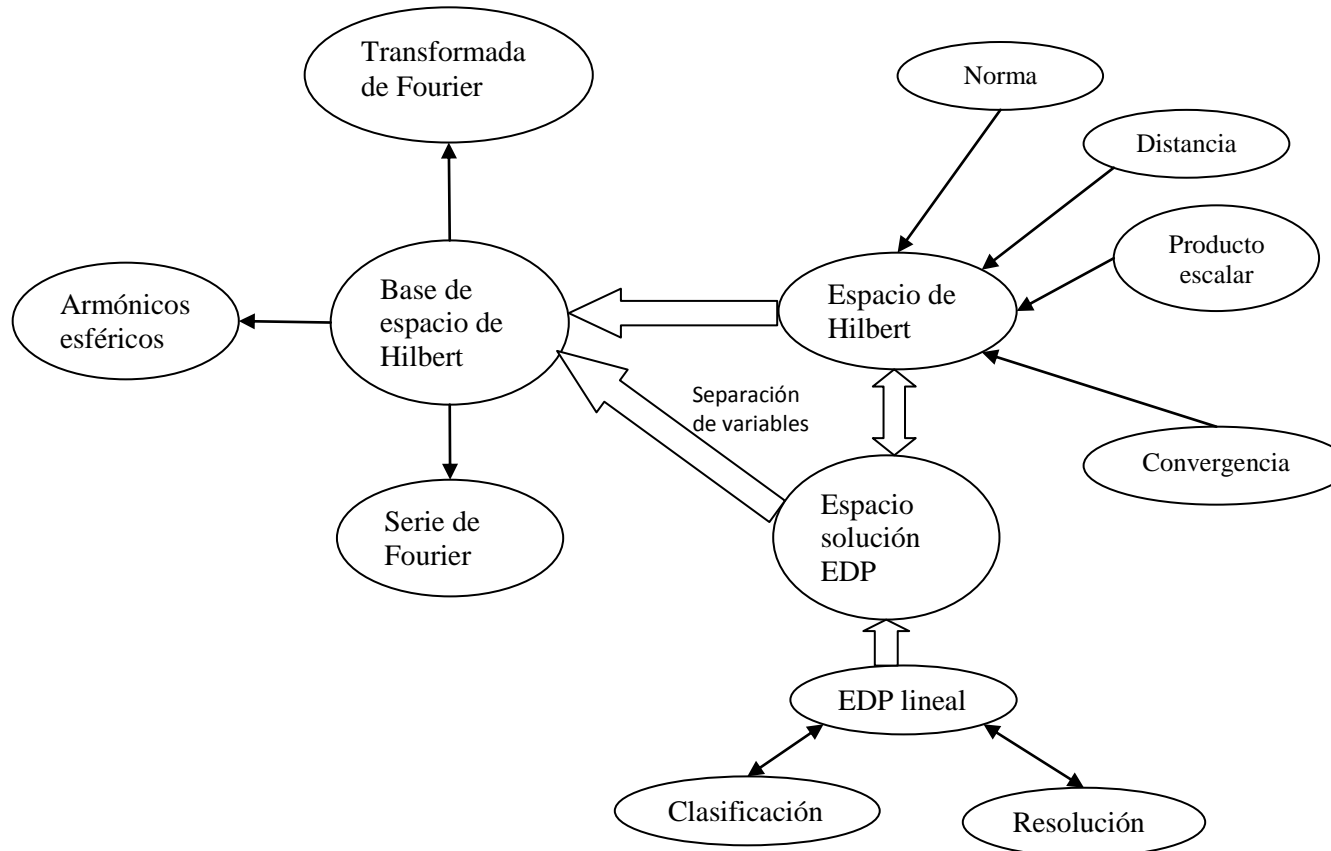 Transformada
de Fourier
Norma
Distancia
Producto
escalar
Armónicos
esféricos
Base de
espacio de
Hilbert
Espacio de
Hilbert
Separación
de variables
Convergencia
Serie de
Fourier
Espacio
solución
EDP
EDP lineal
Clasificación
Resolución